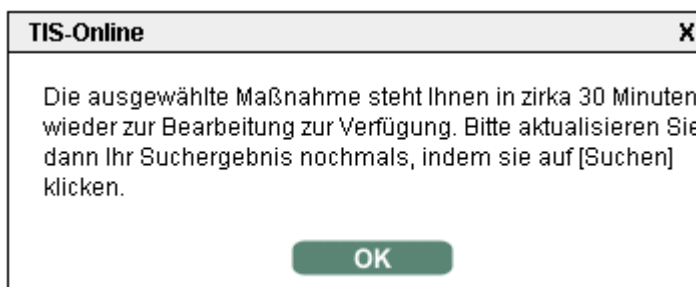 TIS-Online X
Die ausgewählte Maßnahme steht Ihnen in zirka 30 Minuten
wieder zur Bearbeitung zur Verfügung. Bitte aktualisieren Sie
dann Ihr Suchergebnis nochmals, indem sie auf [Suchen]
klicken.
OK